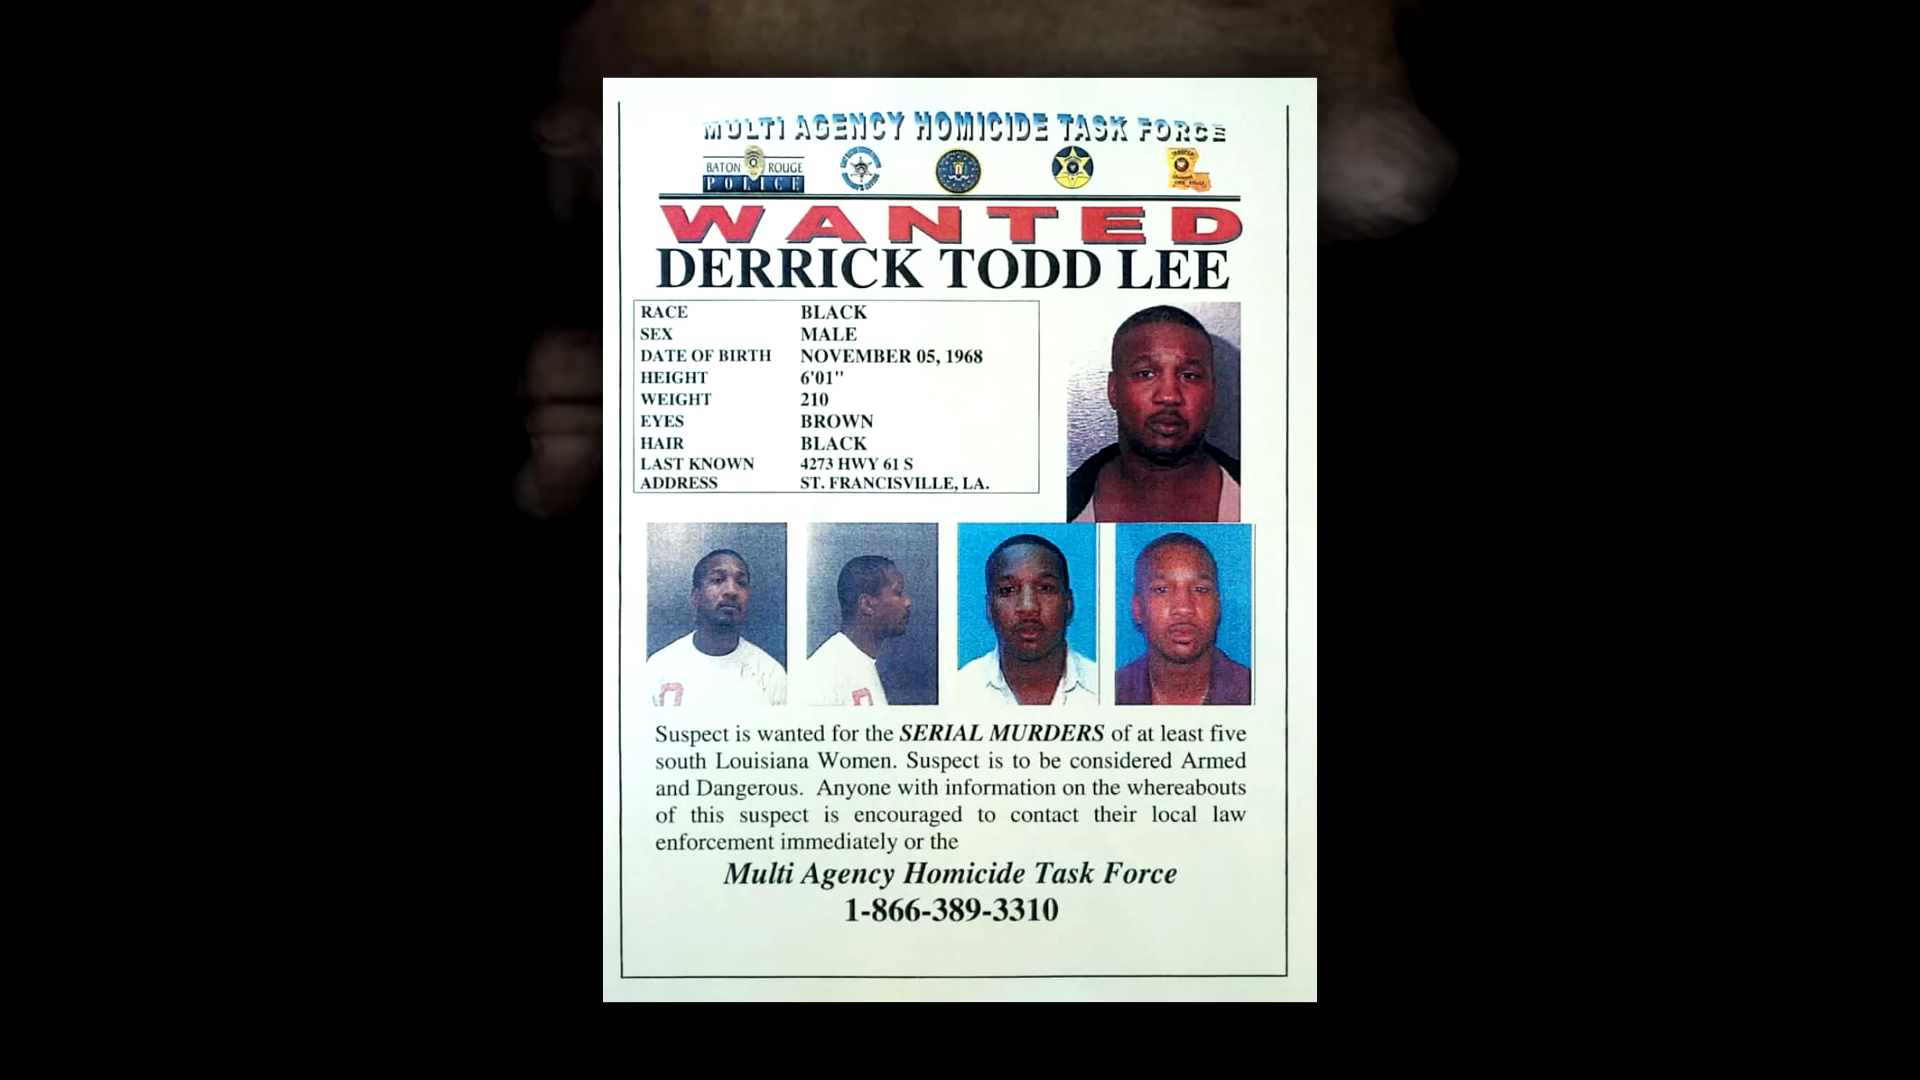 MULTI AGENCY HOMICIDE TASK FORCE
BATON ROUGE
POLICE
WANTED
DERRICK TODD LEE
RACE BLACK
SEX MALE
DATE OF BIRTH NOVEMBER 05, 1968
HEIGHT 6'01"
WEIGHT 210
EYES BROWN
HAIR BLACK
LAST KNOWN 4273 HWY 61 S
ADDRESS ST. FRANCISVILLE, LA.
Suspect is wanted for the SERIAL MURDERS of at least five
south Louisiana Women. Suspect is to be considered Armed
and Dangerous. Anyone with information on the whereabouts
of this suspect is encouraged to contact their local law
enforcement immediately or the
Multi Agency Homicide Task Force
1-866-389-3310